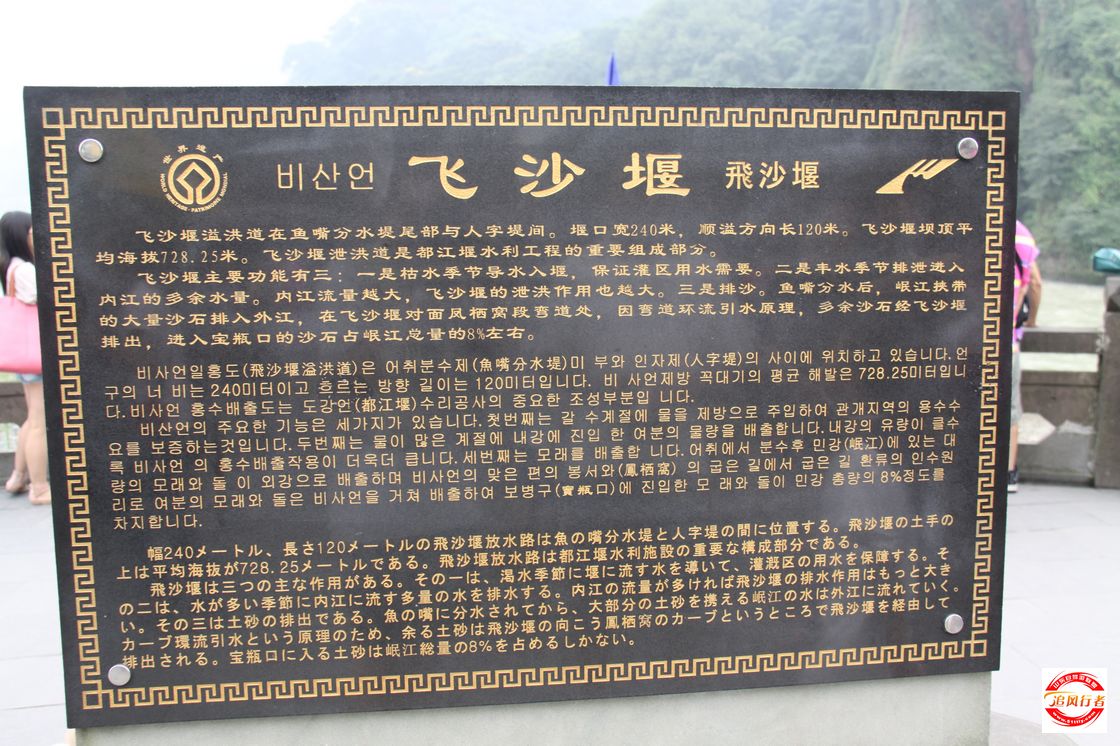 世界遗产
WORLD HERITAGE · PATRIMOINE MONDIAL
비산언 飞沙堰 飛沙堰
飞沙堰溢洪道在鱼嘴分水堤尾部与人字堤间。堰口宽240米，顺溢方向长120米。飞沙堰坝顶平
均海拔728.25米。飞沙堰泄洪道是都江堰水利工程的重要组成部分。
飞沙堰主要功能有三：一是枯水季节导水入堰，保证灌区用水需要。二是丰水季节排泄进入
内江的多余水量。内江流量越大，飞沙堰的泄洪作用也越大。三是排沙。鱼嘴分水后，岷江挟带
的大量沙石排入外江，在飞沙堰对面凤栖窝段弯道处，因弯道环流引水原理，多余沙石经飞沙堰
排出，进入宝瓶口的沙石占岷江总量的8%左右。
비사언일홍도(飛沙堰溢洪道)은 어취분수제(魚嘴分水堤)미 부와 인자제(人字堤)의 사이에 위치하고 있습니다. 언
구의 너 비는 240미터이고 흐르는 방향 길이는 120미터입니다. 비 사언제방 꼭대기의 평균 해발은 728.25미터입니
다. 비사언 홍수배출도는 도강언(都江堰)수리공사의 중요한 조성부분입 니다.
비산언의 주요한 기능은 세가지가 있습니다. 첫번째는 갈 수계절에 물을 제방으로 주입하여 관개지역의 용수수
요를 보증하는것입니다. 두번째는 물이 많은 계절에 내강에 진입 한 여분의 물량을 배출합니다. 내강의 유량이 클수
록 비사언 의 홍수배출작용이 더욱더 큽니다. 세번째는 모래를 배출합 니다. 어취에서 분수후 민강(岷江)에 있는 대
량의 모래와 돌 이 외강으로 배출하며 비사언의 맞은 편의 봉서와(鳳栖窩) 의 굽은 길에서 굽은 길 환류의 인수원
리로 여분의 모래와 돌은 비사언을 거쳐 배출하여 보병구(寶瓶口)에 진입한 모 래와 돌이 민강 총량의 8%정도를
차지합니다.
幅240メートル、長さ120メートルの飛沙堰放水路は魚の嘴分水堤と人字堤の間に位置する。飛沙堰の土手の
上は平均海抜が728.25メートルである。飛沙堰放水路は都江堰水利施設の重要な構成部分である。
飛沙堰は三つの主な作用がある。その一は、渇水季節に堰に流す水を導いて、灌漑区の用水を保障する。そ
の二は、水が多い季節に内江に流す多量の水を排水する。内江の流量が多ければ飛沙堰の排水作用はもっと大き
い。その三は土砂の排出である。魚の嘴に分水されてから、大部分の土砂を携える岷江の水は外江に流れていく。
カーブ環流引水という原理のため、余る土砂は飛沙堰の向こう鳳栖窝のカーブというところで飛沙堰を経由して
排出される。宝瓶口に入る土砂は岷江総量の8%を占めるしかない。
追风行者